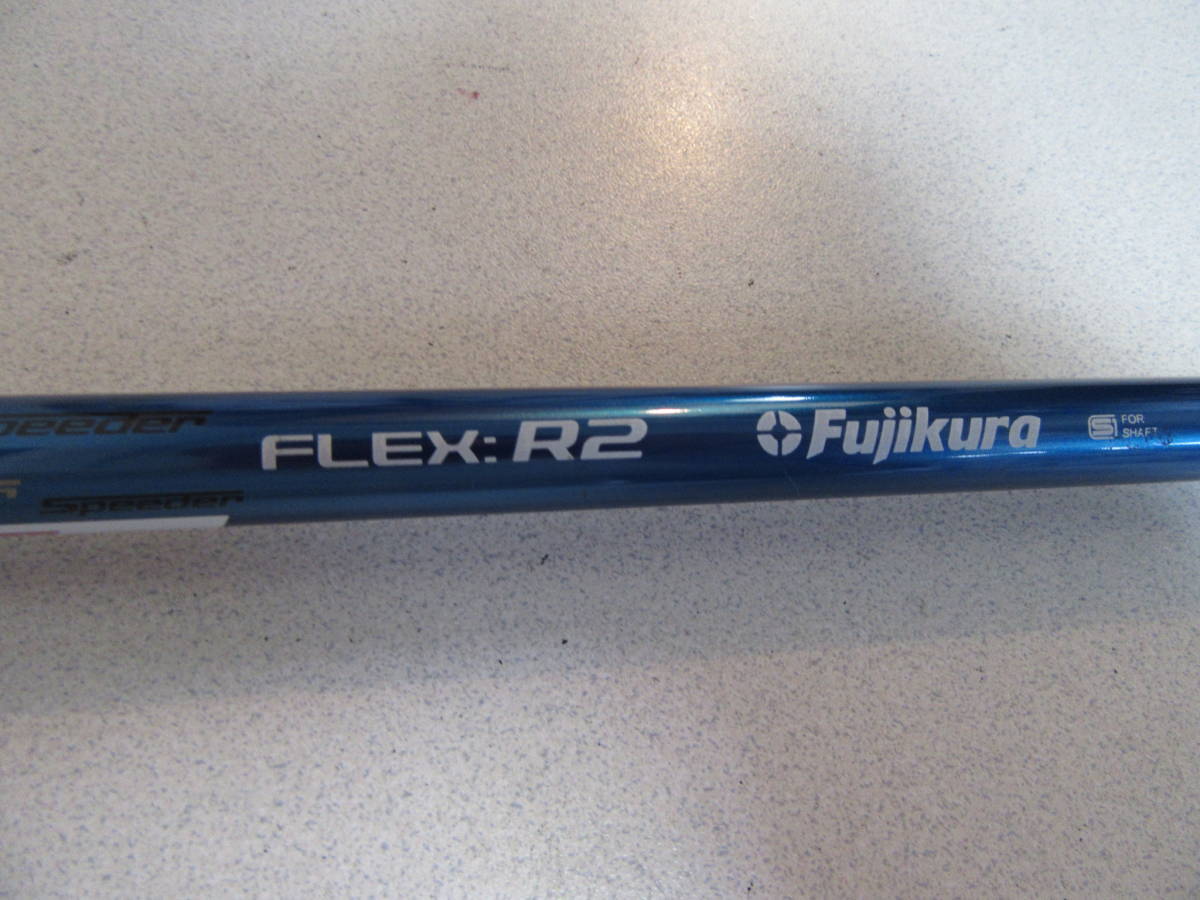 Speeder
FLEX: R2
Fujikura
FOR
SHAFT
Speeder